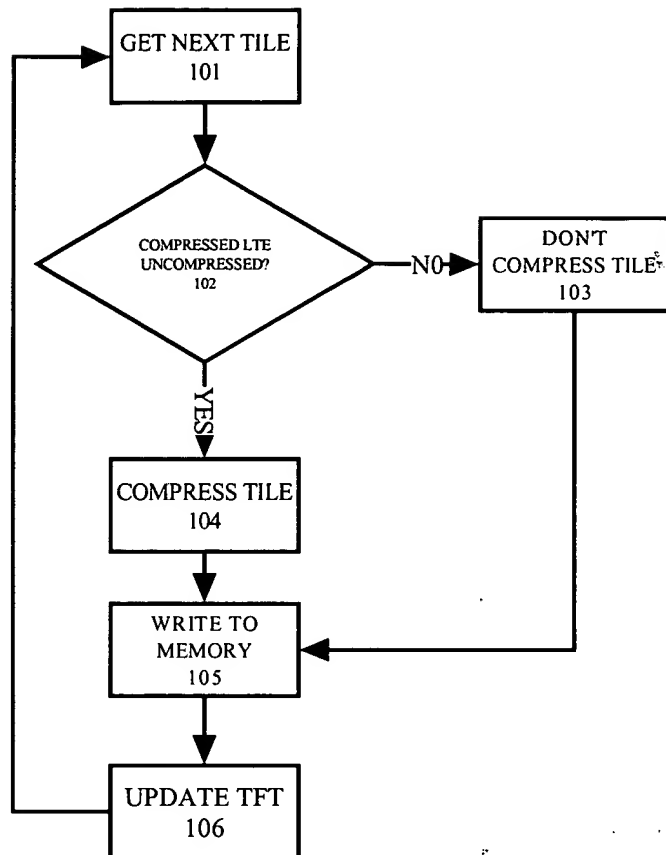 GET NEXT TILE
101
COMPRESSED LTE
UNCOMPRESSED?
102
NO
DON'T
COMPRESS TILE
103
YES
COMPRESS TILE
104
WRITE TO
MEMORY
105
UPDATE TFT
106